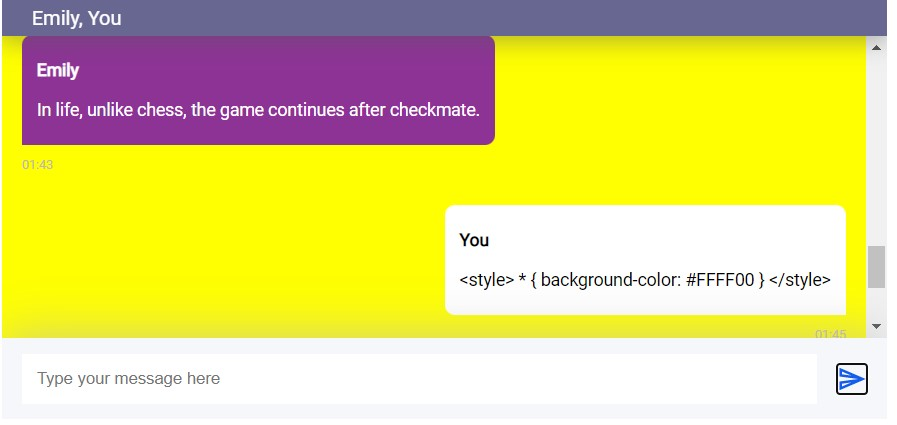 Emily, You
Emily
In life, unlike chess, the game continues after checkmate.
01:43
You
<style> * { background-color: #FFFF00 } </style>
01:45
Type your message here